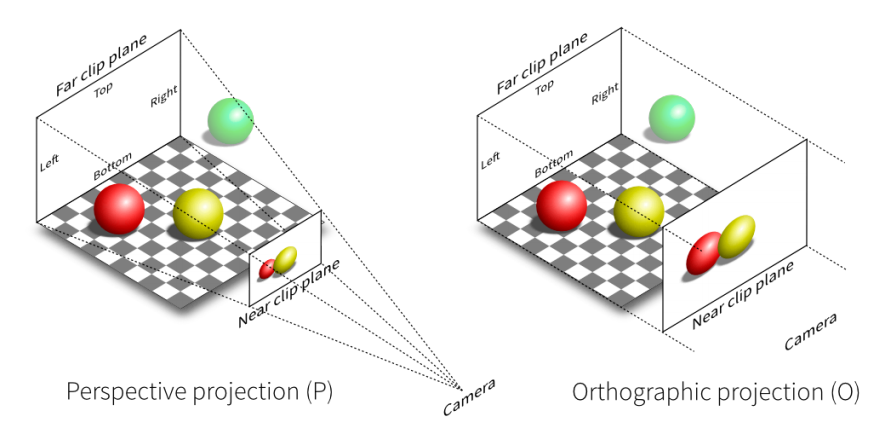 Far clip plane
Top
Right
Left
Bottom
Near clip plane
Camera
Perspective projection (P)
Far clip plane
Top
Right
Left
Bottom
Near clip plane
Camera
Orthographic projection (O)